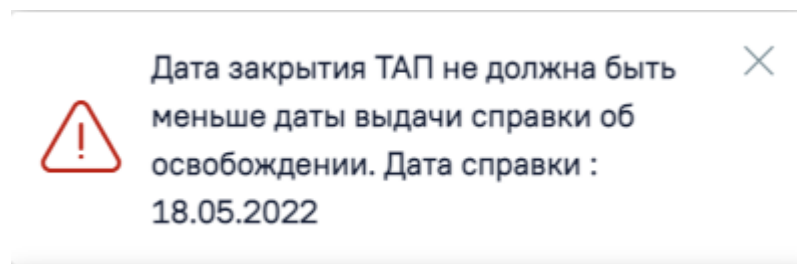 Дата закрытия ТАП не должна быть
меньше даты выдачи справки об
освобождении. Дата справки :
18.05.2022